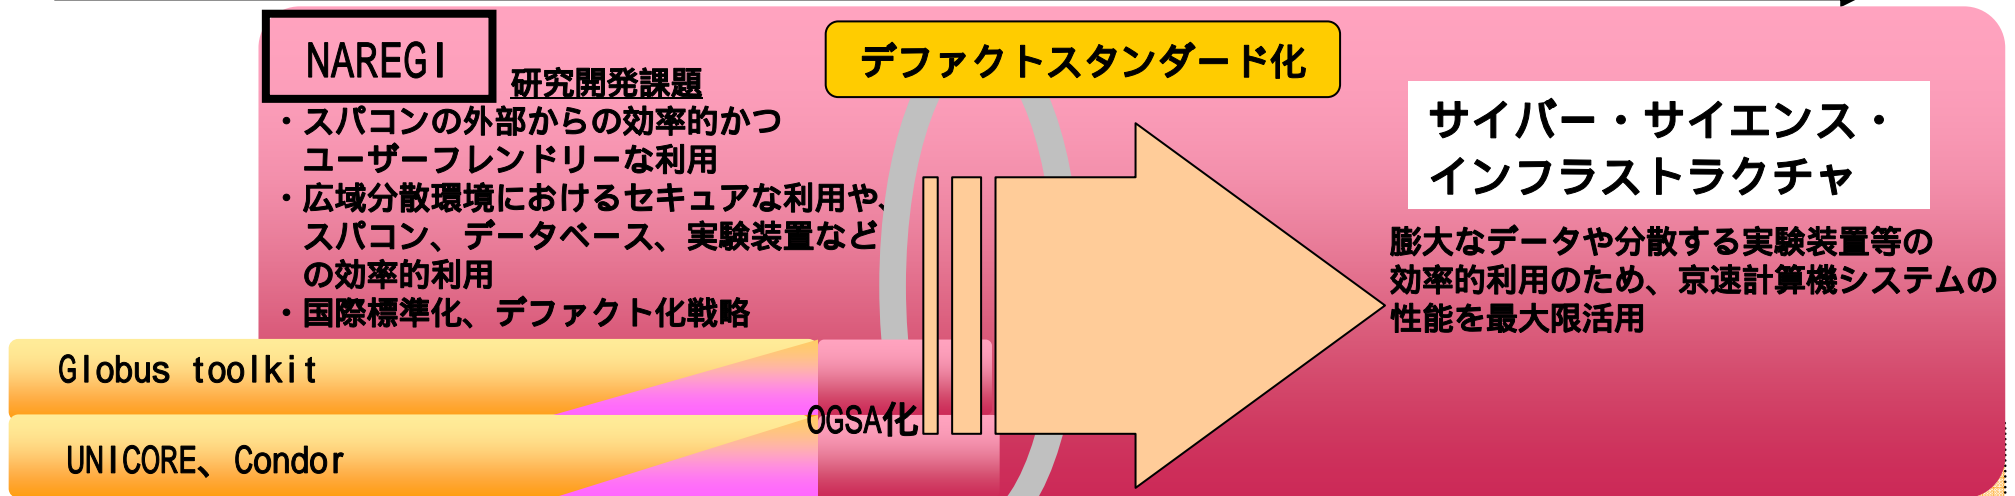 NAREGI
研究開発課題
・スパコンの外部からの効率的かつ
ユーザーフレンドリーな利用
・広域分散環境におけるセキュアな利用や、
スパコン、データベース、実験装置など
の効率的利用
・国際標準化、デファクト化戦略
デファクトスタンダード化
サイバー・サイエンス・
インフラストラクチャ
膨大なデータや分散する実験装置等の
効率的利用のため、京速計算機システムの
性能を最大限活用
Globus toolkit
OGSA化
UNICORE、Condor